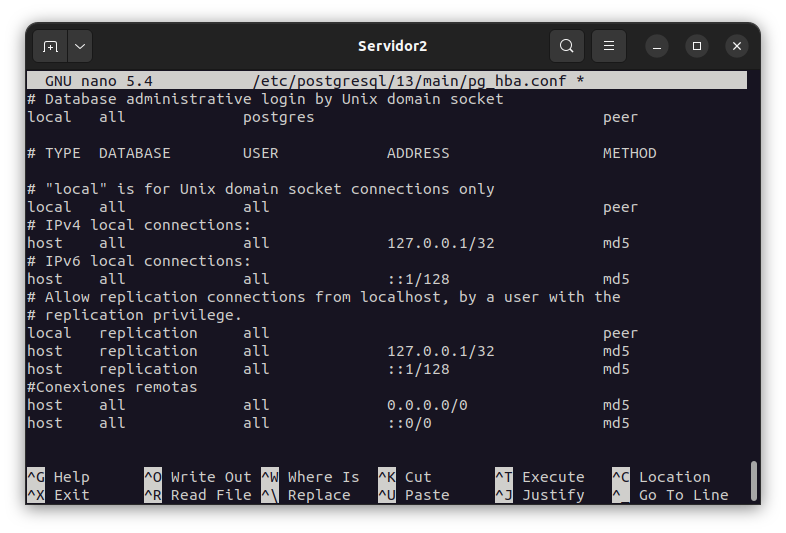 Servidor2
GNU nano 5.4 /etc/postgresql/13/main/pg_hba.conf *
# Database administrative login by Unix domain socket
local all postgres peer
# TYPE DATABASE USER ADDRESS METHOD
# "local" is for Unix domain socket connections only
local all all peer
# IPv4 local connections:
host all all 127.0.0.1/32 md5
# IPv6 local connections:
host all all ::1/128 md5
# Allow replication connections from localhost, by a user with the
# replication privilege.
local replication all peer
host replication all 127.0.0.1/32 md5
host replication all ::1/128 md5
#Conexiones remotas
host all all 0.0.0.0/0 md5
host all all ::0/0 md5
^G Help ^O Write Out ^W Where Is ^K Cut ^T Execute ^C Location
^X Exit ^R Read File ^\ Replace ^U Paste ^J Justify ^_ Go To Line